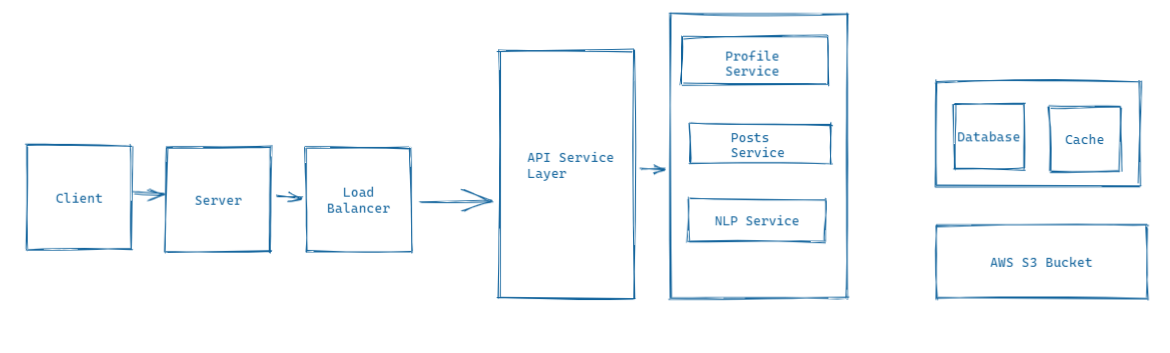 Client
Server
Load
Balancer
API Service
Layer
Profile
Service
Posts
Service
NLP Service
Database
Cache
AWS S3 Bucket